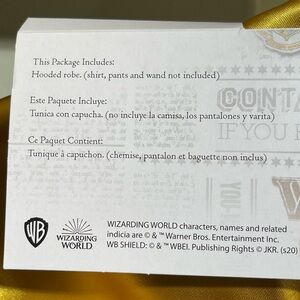 This Package Includes:
Hooded robe. (shirt, pants and wand not included)
Este Paquete Incluye:
Tunica con capucha. (no incluye la camisa, los pantalones y varita)
Ce Paquet Contient:
Tunique à capuchon. (chemise, pantalon et baguette non inclus)
CONTA
IF YOU
YOU
W
WB
WIZARDING
WORLD
WIZARDING WORLD characters, names and related
indicia are © & ™ Warner Bros. Entertainment Inc.
WB SHIELD: © & ™ WBEI. Publishing Rights © JKR. (s20)